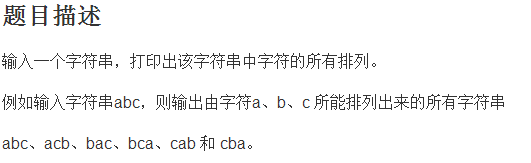 题目描述
输入一个字符串，打印出该字符串中字符的所有排列。
例如输入字符串abc，则输出由字符a、b、c 所能排列出来的所有字符串
abc、acb、bac、bca、cab 和 cba。